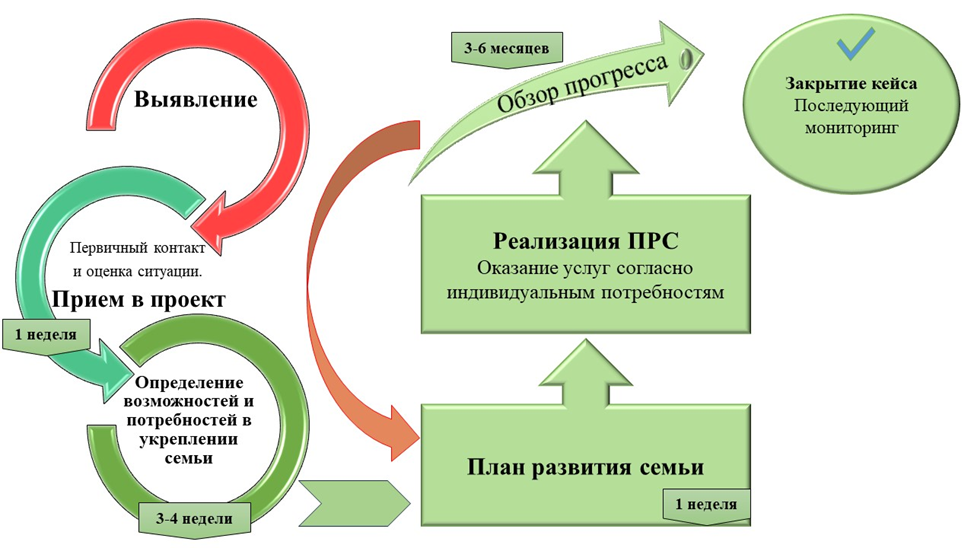 Выявление
Первичный контакт
и оценка ситуации.
Прием в проект
1 неделя
Определение
возможностей и
потребностей в
укреплении
семьи
3-4 недели
План развития семьи
1 неделя
Реализация ПРС
Оказание услуг согласно
индивидуальным потребностям
3-6 месяцев
Обзор прогресса
Закрытие кейса
Последующий
мониторинг